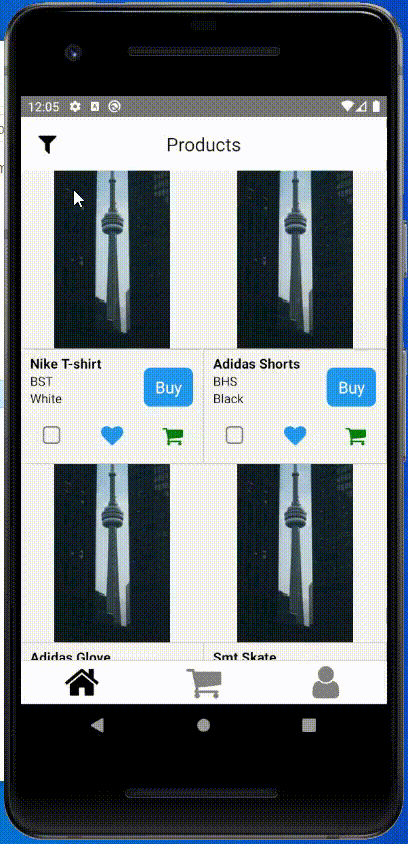 12:05
Products
Nike T-shirt
BST
White
Buy
Adidas Shorts
BHS
Black
Buy
Adidas Glove
Smt Skate